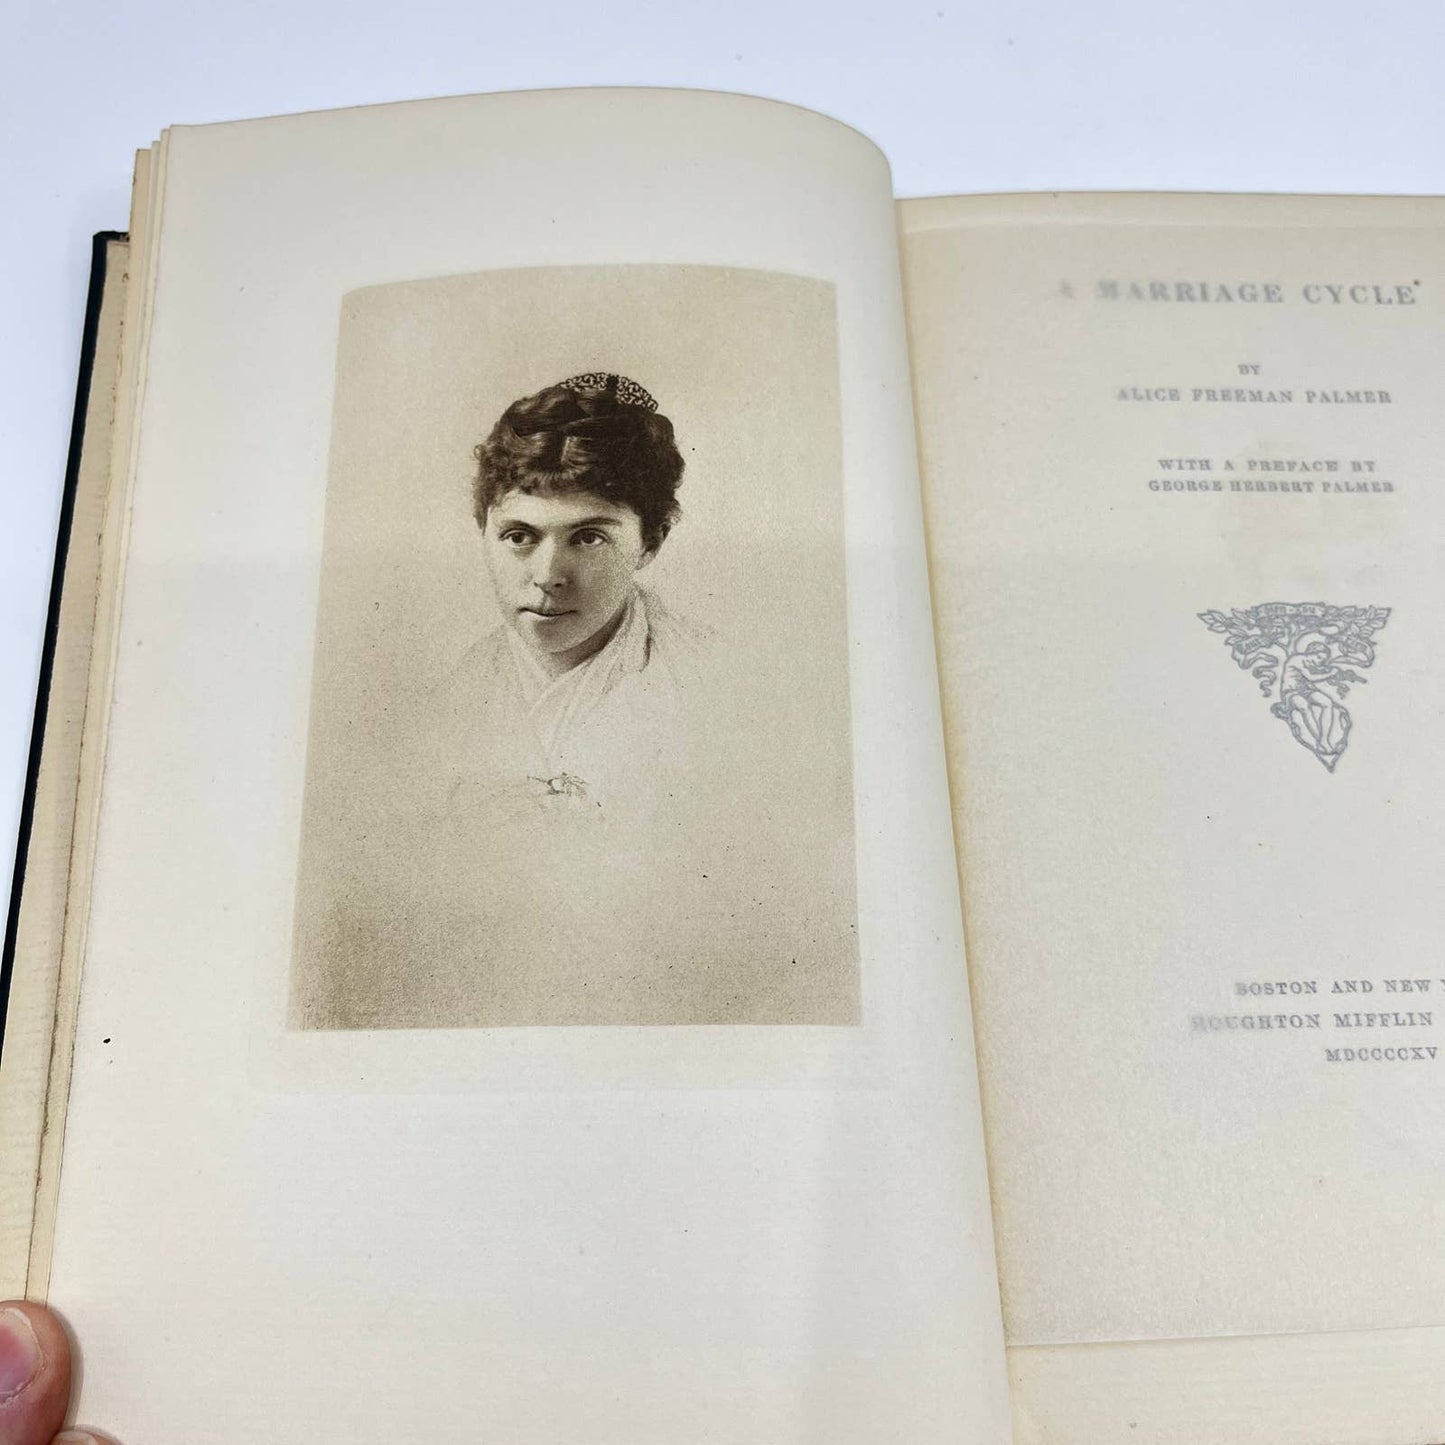 A MARRIAGE CYCLE
BY
ALICE FREEMAN PALMER
WITH A PREFACE BY
GEORGE HERBERT PALMER
BOSTON AND NEW
HOUGHTON MIFFLIN
MDCCCCXV